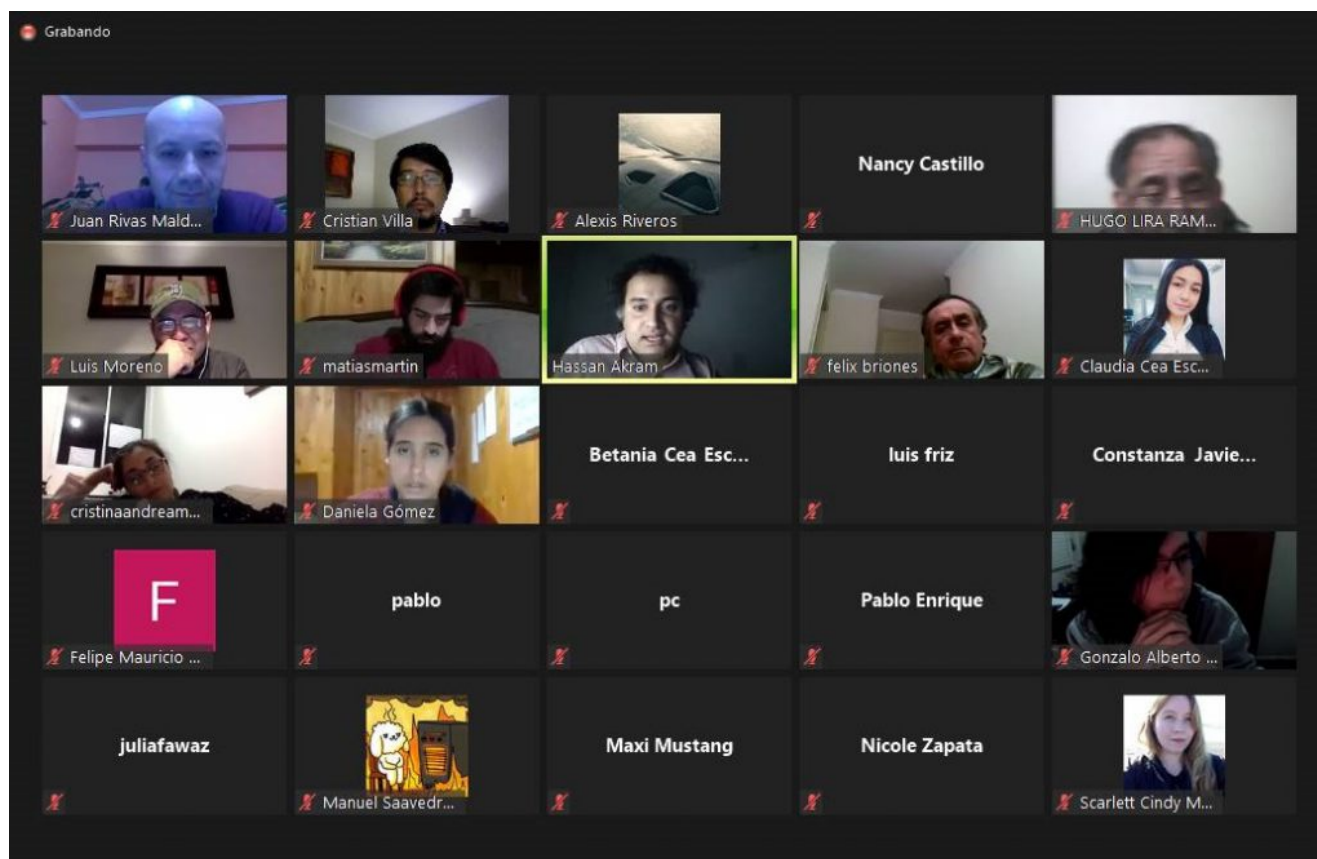 Grabando
Juan Rivas Mald...
Cristian Villa
Alexis Riveros
Nancy Castillo
HUGO LIRA RAM...
Luis Moreno
matiasmartin
Hassan Akram
felix briones
Claudia Cea Esc...
cristinaandream...
Daniela Gómez
Betania Cea Esc...
luis friz
Constanza Javie...
F
Felipe Mauricio ...
pablo
pc
Pablo Enrique
Gonzalo Alberto ...
juliafawaz
Manuel Saavedr...
Maxi Mustang
Nicole Zapata
Scarlett Cindy M...